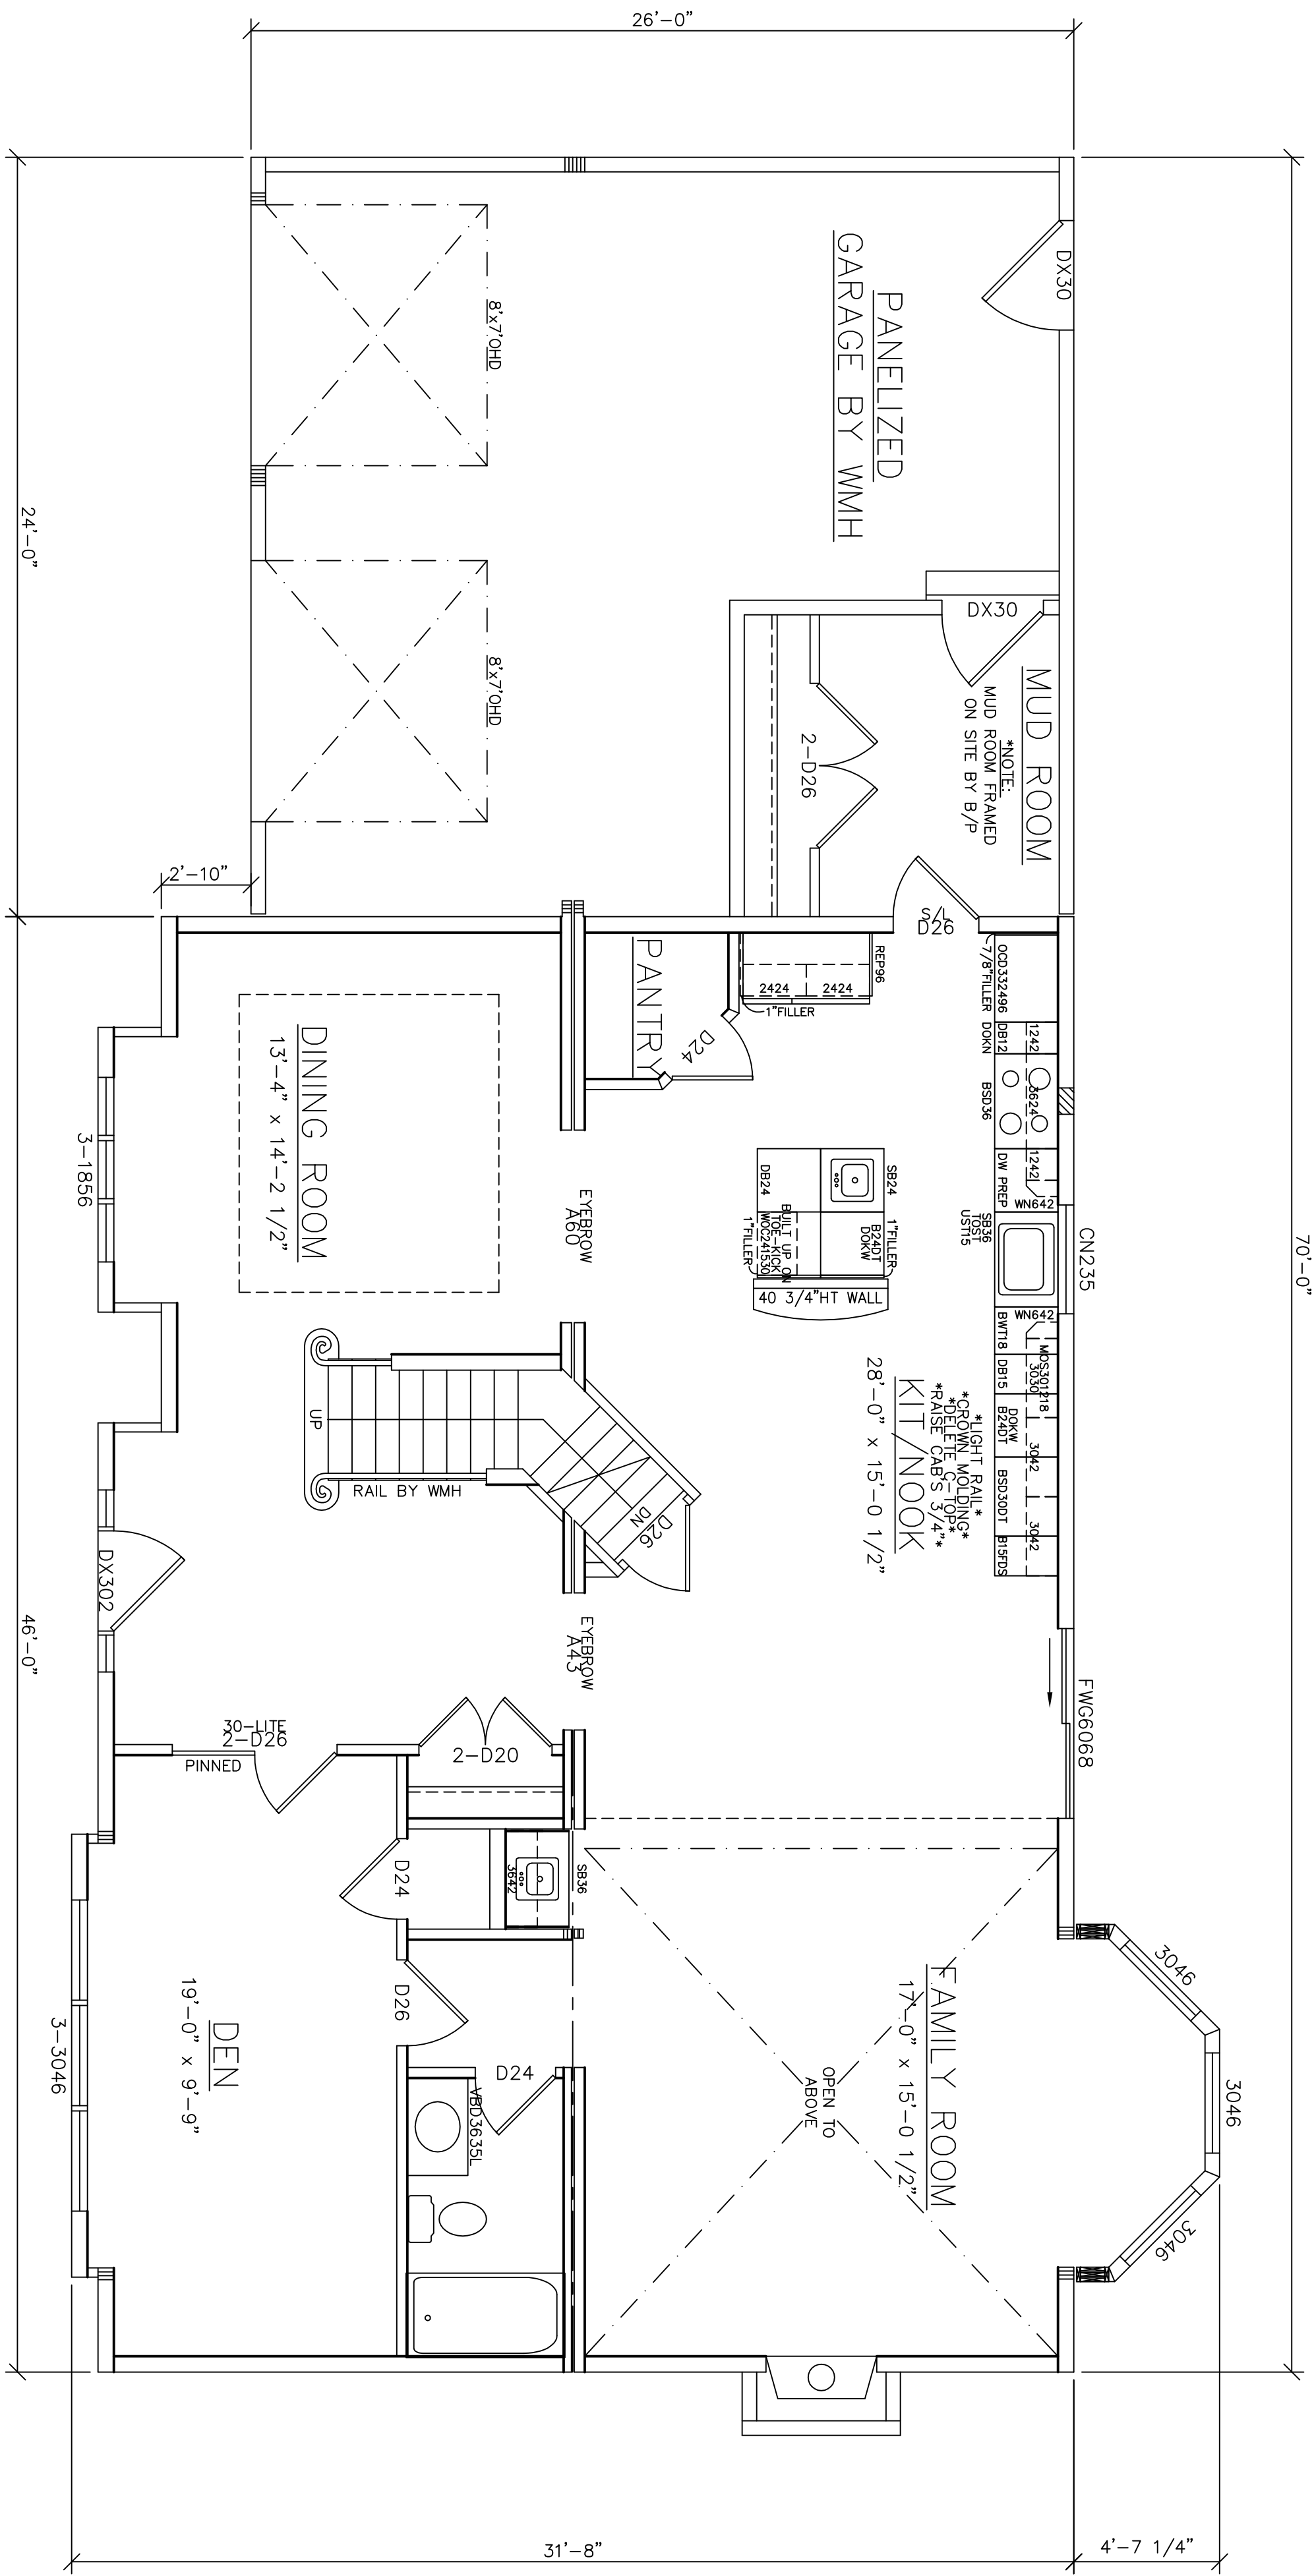 70'-0"
26'-0"
24'-0"
46'-0"
31'-8"
4'-7 1/4"
2'-10"
PANELIZED
GARAGE BY WMH
DX30
8'x7'OHD
8'x7'OHD
MUD ROOM
*NOTE:
MUD ROOM FRAMED
ON SITE BY B/P
DX30
2-D26
S/L
D26
PANTRY
D24
REP96
2424
2424
1"FILLER
OCD332496
7/8"FILLER
DB12
DOKN
1242
3624
BSD36
1242
DW PREP
WN642
SB36
TOST
UST15
CN235
WN642
BWT18
MOS301218
3030
DB15
DOKW
B24DT
3042
BSD30DT
3042
B15FDS
SB24
DB24
1"FILLER
B24DT
DOKW
BUILT UP ON
TOE-KICK
WOC241530
1"FILLER
40 3/4"HT WALL
*LIGHT RAIL*
*CROWN MOLDING*
*DELETE C-TOP*
*RAISE CAB'S 3/4"*
KIT/NOOK
28'-0" x 15'-0 1/2"
FWG6068
DINING ROOM
13'-4" x 14'-2 1/2"
3-1856
EYEBROW
A60
UP
RAIL BY WMH
DN
D26
EYEBROW
A43
DX302
30-LITE
2-D26
PINNED
2-D20
SB36
3642
D24
D26
D24
VBD3635L
DEN
19'-0" x 9'-9"
3-3046
FAMILY ROOM
17'-0" x 15'-0 1/2"
OPEN TO
ABOVE
3046
3046
3046